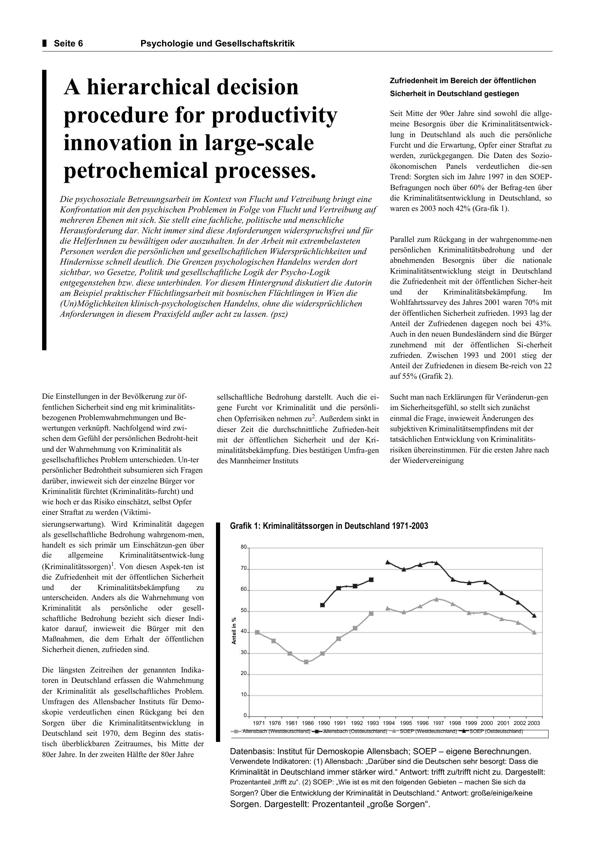 Seite 6
Psychologie und Gesellschaftskritik
A hierarchical decision
procedure for productivity
innovation in large-scale
petrochemical processes.
Die psychosoziale Betreuungsarbeit im Kontext von Flucht und Vetreibung bringt eine
Konfrontation mit den psychischen Problemen in Folge von Flucht und Vertreibung auf
mehreren Ebenen mit sich. Sie stellt eine fachliche, politische und menschliche
Herausforderung dar. Nicht immer sind diese Anforderungen widerspruchsfrei und für
die HelferInnen zu bewältigen oder auszuhalten. In der Arbeit mit extrembelasteten
Personen werden die persönlichen und gesellschaftlichen Widersprüchlichkeiten und
Hindernisse schnell deutlich. Die Grenzen psychologischen Handelns werden dort
sichtbar, wo Gesetze, Politik und gesellschaftliche Logik der Psycho-Logik
entgegenstehen bzw. diese unterbinden. Vor diesem Hintergrund diskutiert die Autorin
am Beispiel praktischer Flüchtlingsarbeit mit bosnischen Flüchtlingen in Wien die
(Un)Möglichkeiten klinisch-psychologischen Handelns, ohne die widersprüchlichen
Anforderungen in diesem Praxisfeld außer acht zu lassen. (psz)
Zufriedenheit im Bereich der öffentlichen
Sicherheit in Deutschland gestiegen
Seit Mitte der 90er Jahre sind sowohl die allge-
meine Besorgnis über die Kriminalitätsentwick-
lung in Deutschland als auch die persönliche
Furcht und die Erwartung, Opfer einer Straftat zu
werden, zurückgegangen. Die Daten des Sozio-
ökonomischen Panels verdeutlichen die-sen
Trend: Sorgten sich im Jahre 1997 in den SOEP-
Befragungen noch über 60% der Befrag-ten über
die Kriminalitätsentwicklung in Deutschland, so
waren es 2003 noch 42% (Gra-fik 1).
Parallel zum Rückgang in der wahrgenomme-nen
persönlichen Kriminalitätsbedrohung und der
abnehmenden Besorgnis über die nationale
Kriminalitätsentwicklung steigt in Deutschland
die Zufriedenheit mit der öffentlichen Sicher-heit
und der Kriminalitätsbekämpfung. Im
Wohlfahrtssurvey des Jahres 2001 waren 70% mit
der öffentlichen Sicherheit zufrieden. 1993 lag der
Anteil der Zufriedenen dagegen noch bei 43%.
Auch in den neuen Bundesländern sind die Bürger
zunehmend mit der öffentlichen Si-cherheit
zufrieden. Zwischen 1993 und 2001 stieg der
Anteil der Zufriedenen in diesem Be-reich von 22
auf 55% (Grafik 2).
Die Einstellungen in der Bevölkerung zur öf-
fentlichen Sicherheit sind eng mit kriminalitäts-
bezogenen Problemwahrnehmungen und Be-
wertungen verknüpft. Nachfolgend wird zwi-
schen dem Gefühl der persönlichen Bedroht-heit
und der Wahrnehmung von Kriminalität als
gesellschaftliches Problem unterschieden. Un-ter
persönlicher Bedrohtheit subsumieren sich Fragen
darüber, inwieweit sich der einzelne Bürger vor
Kriminalität fürchtet (Kriminalitäts-furcht) und
wie hoch er das Risiko einschätzt, selbst Opfer
einer Straftat zu werden (Viktimi-
sierungserwartung). Wird Kriminalität dagegen
als gesellschaftliche Bedrohung wahrgenom-men,
handelt es sich primär um Einschätzun-gen über
die allgemeine Kriminalitätsentwick-lung
(Kriminalitätssorgen)1. Von diesen Aspek-ten ist
die Zufriedenheit mit der öffentlichen Sicherheit
und der Kriminalitätsbekämpfung zu
unterscheiden. Anders als die Wahrnehmung von
Kriminalität als persönliche oder gesell-
schaftliche Bedrohung bezieht sich dieser Indi-
kator darauf, inwieweit die Bürger mit den
Maßnahmen, die dem Erhalt der öffentlichen
Sicherheit dienen, zufrieden sind.
Die längsten Zeitreihen der genannten Indika-
toren in Deutschland erfassen die Wahrnehmung
der Kriminalität als gesellschaftliches Problem.
Umfragen des Allensbacher Instituts für Demo-
skopie verdeutlichen einen Rückgang bei den
Sorgen über die Kriminalitätsentwicklung in
Deutschland seit 1970, dem Beginn des statis-
tisch überblickbaren Zeitraumes, bis Mitte der
80er Jahre. In der zweiten Hälfte der 80er Jahre
sellschaftliche Bedrohung darstellt. Auch die ei-
gene Furcht vor Kriminalität und die persönli-
chen Opferrisiken nehmen zu2. Außerdem sinkt in
dieser Zeit die durchschnittliche Zufrieden-heit
mit der öffentlichen Sicherheit und der Kri-
minalitätsbekämpfung. Dies bestätigen Umfra-gen
des Mannheimer Instituts
Sucht man nach Erklärungen für Veränderun-gen
im Sicherheitsgefühl, so stellt sich zunächst
einmal die Frage, inwieweit Änderungen des
subjektiven Kriminalitätsempfindens mit der
tatsächlichen Entwicklung von Kriminalitäts-
risiken übereinstimmen. Für die ersten Jahre nach
der Wiedervereinigung
Grafik 1: Kriminalitätssorgen in Deutschland 1971-2003
Anteil in %
80
70
60
50
40
30
20
10
0
1971 1976 1981 1986 1990 1991 1992 1993 1994 1995 1996 1997 1998 1999 2000 2001 2002 2003
Allensbach (Westdeutschland) Allensbach (Ostdeutschland) SOEP (Westdeutschland) SOEP (Ostdeutschland)
Datenbasis: Institut für Demoskopie Allensbach; SOEP – eigene Berechnungen.
Verwendete Indikatoren: (1) Allensbach: „Darüber sind die Deutschen sehr besorgt: Dass die
Kriminalität in Deutschland immer stärker wird.“ Antwort: trifft zu/trifft nicht zu. Dargestellt:
Prozentanteil „trifft zu“. (2) SOEP: „Wie ist es mit den folgenden Gebieten – machen Sie sich da
Sorgen? Über die Entwicklung der Kriminalität in Deutschland.“ Antwort: große/einige/keine
Sorgen. Dargestellt: Prozentanteil „große Sorgen“.